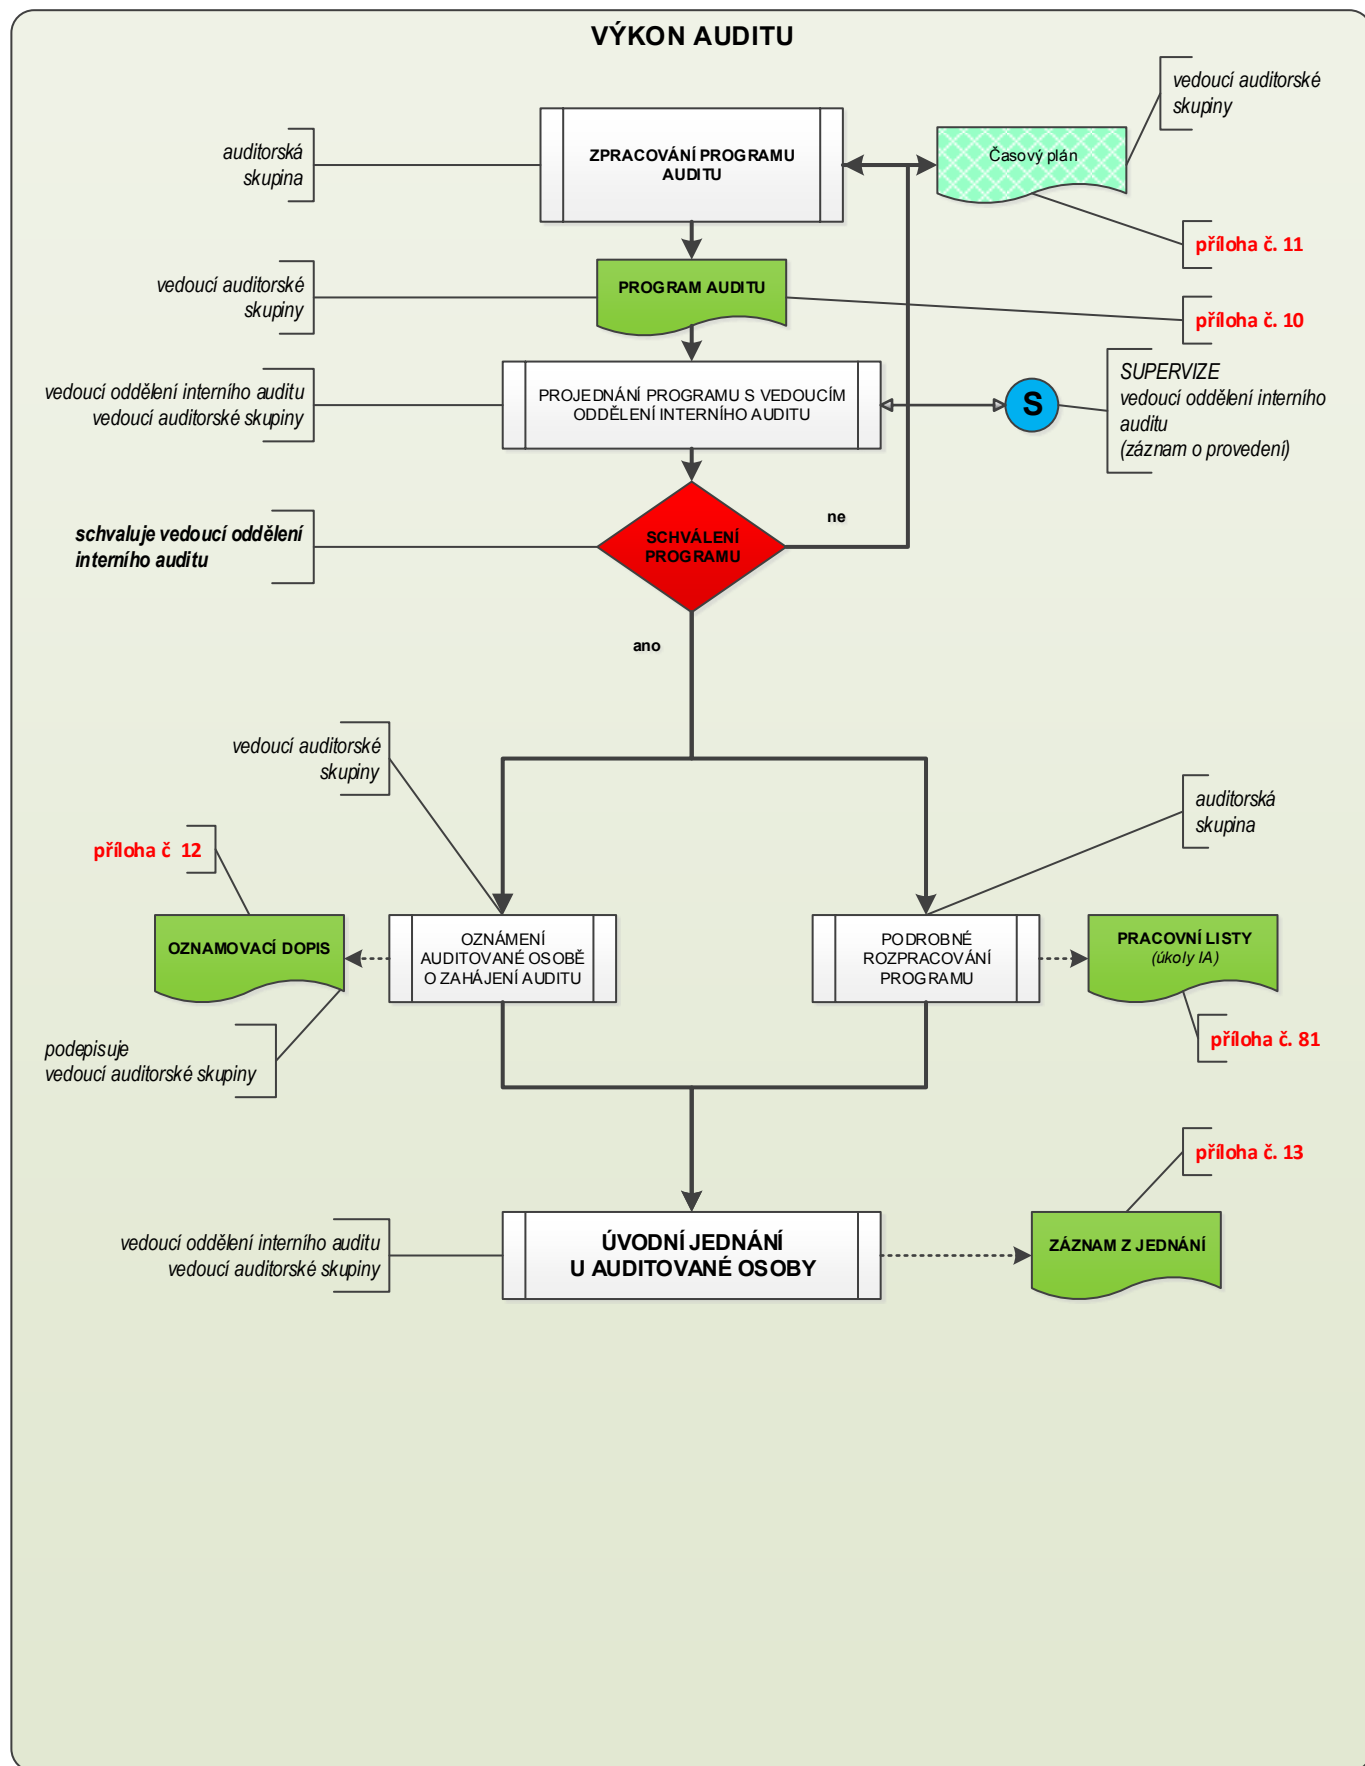 VÝKON AUDITU
vedoucí auditorské
skupiny
auditorská
skupina
ZPRACOVÁNÍ PROGRAMU
AUDITU
Časový plán
příloha č. 11
vedoucí auditorské
skupiny
PROGRAM AUDITU
příloha č. 10
vedoucí oddělení interního auditu
vedoucí auditorské skupiny
PROJEDNÁNÍ PROGRAMU S VEDOUCÍM
ODDĚLENÍ INTERNÍHO AUDITU
S
SUPERVIZE
vedoucí oddělení interního
auditu
(záznam o provedení)
schvaluje vedoucí oddělení
interního auditu
SCHVÁLENÍ
PROGRAMU
ne
ano
vedoucí auditorské
skupiny
auditorská
skupina
příloha č 12
OZNAMOVACÍ DOPIS
OZNÁMENÍ
AUDITOVANÉ OSOBĚ
O ZAHÁJENÍ AUDITU
PODROBNÉ
ROZPRACOVÁNÍ
PROGRAMU
PRACOVNÍ LISTY
(úkoly IA)
podepisuje
vedoucí auditorské skupiny
příloha č. 81
příloha č. 13
vedoucí oddělení interního auditu
vedoucí auditorské skupiny
ÚVODNÍ JEDNÁNÍ
U AUDITOVANÉ OSOBY
ZÁZNAM Z JEDNÁNÍ